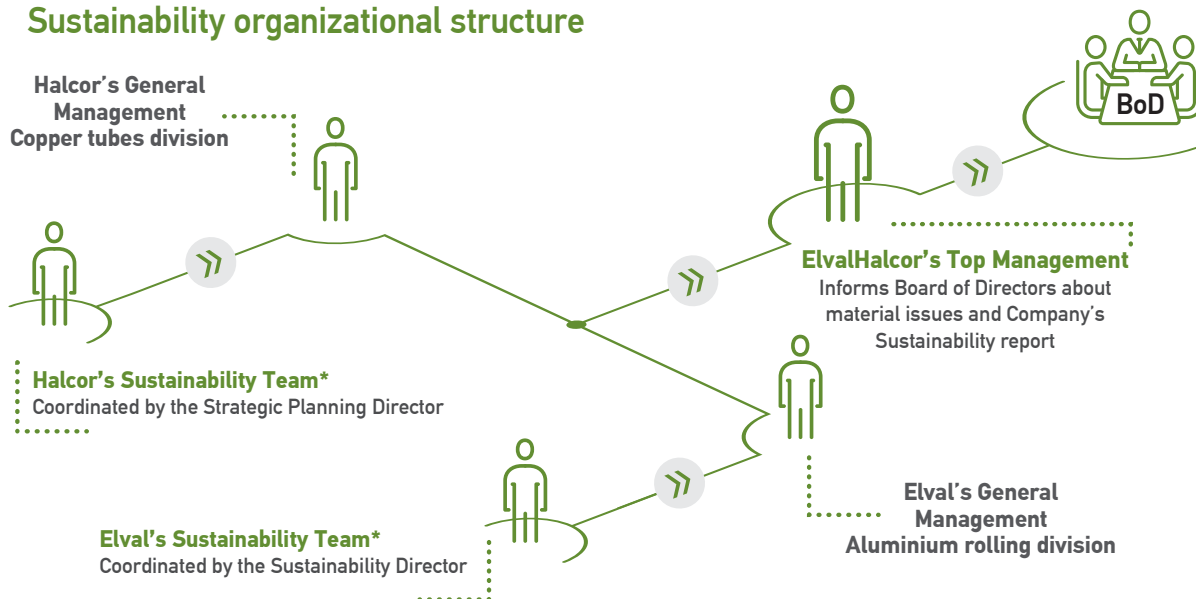 Sustainability organizational structure
Halcor’s General
Management
Copper tubes division
BoD
ElvalHalcor’s Top Management
Informs Board of Directors about
material issues and Company’s
Sustainability report
Halcor’s Sustainability Team*
Coordinated by the Strategic Planning Director
Elval’s General
Management
Aluminium rolling division
Elval’s Sustainability Team*
Coordinated by the Sustainability Director